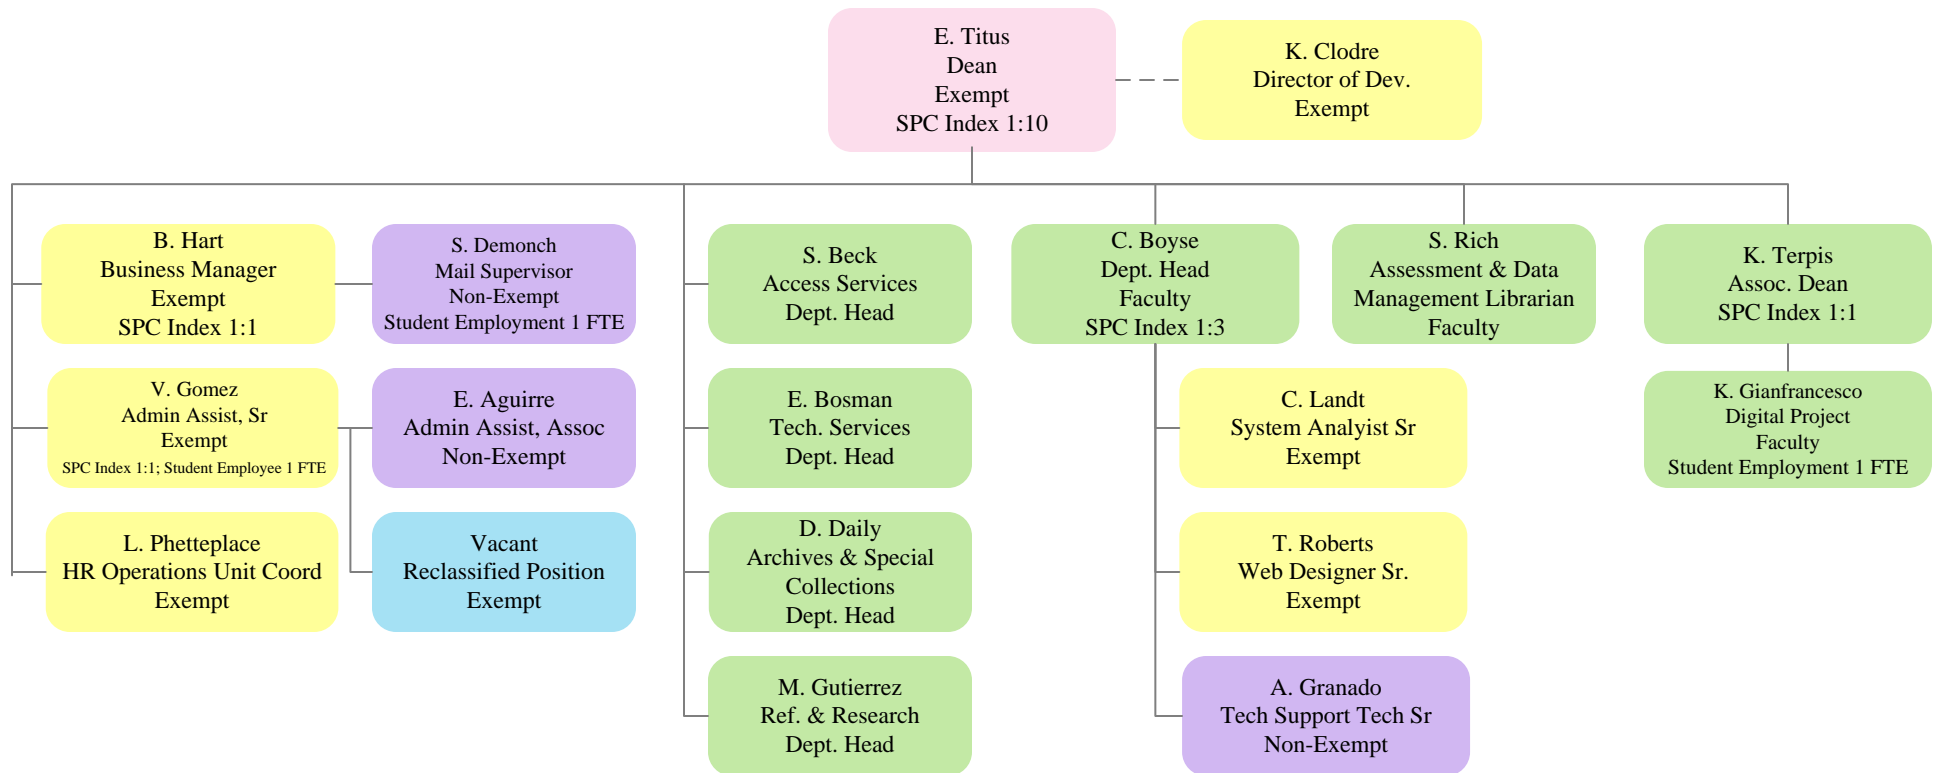 E. Titus
Dean
Exempt
SPC Index 1:10
K. Clodre
Director of Dev.
Exempt
B. Hart
Business Manager
Exempt
SPC Index 1:1
S. Demonch
Mail Supervisor
Non-Exempt
Student Employment 1 FTE
S. Beck
Access Services
Dept. Head
C. Boyse
Dept. Head
Faculty
SPC Index 1:3
S. Rich
Assessment & Data
Management Librarian
Faculty
K. Terpis
Assoc. Dean
SPC Index 1:1
V. Gomez
Admin Assist, Sr
Exempt
SPC Index 1:1; Student Employee 1 FTE
E. Aguirre
Admin Assist, Assoc
Non-Exempt
E. Bosman
Tech. Services
Dept. Head
C. Landt
System Analyist Sr
Exempt
K. Gianfrancesco
Digital Project
Faculty
Student Employment 1 FTE
L. Phetteplace
HR Operations Unit Coord
Exempt
Vacant
Reclassified Position
Exempt
D. Daily
Archives & Special
Collections
Dept. Head
T. Roberts
Web Designer Sr.
Exempt
M. Gutierrez
Ref. & Research
Dept. Head
A. Granado
Tech Support Tech Sr
Non-Exempt